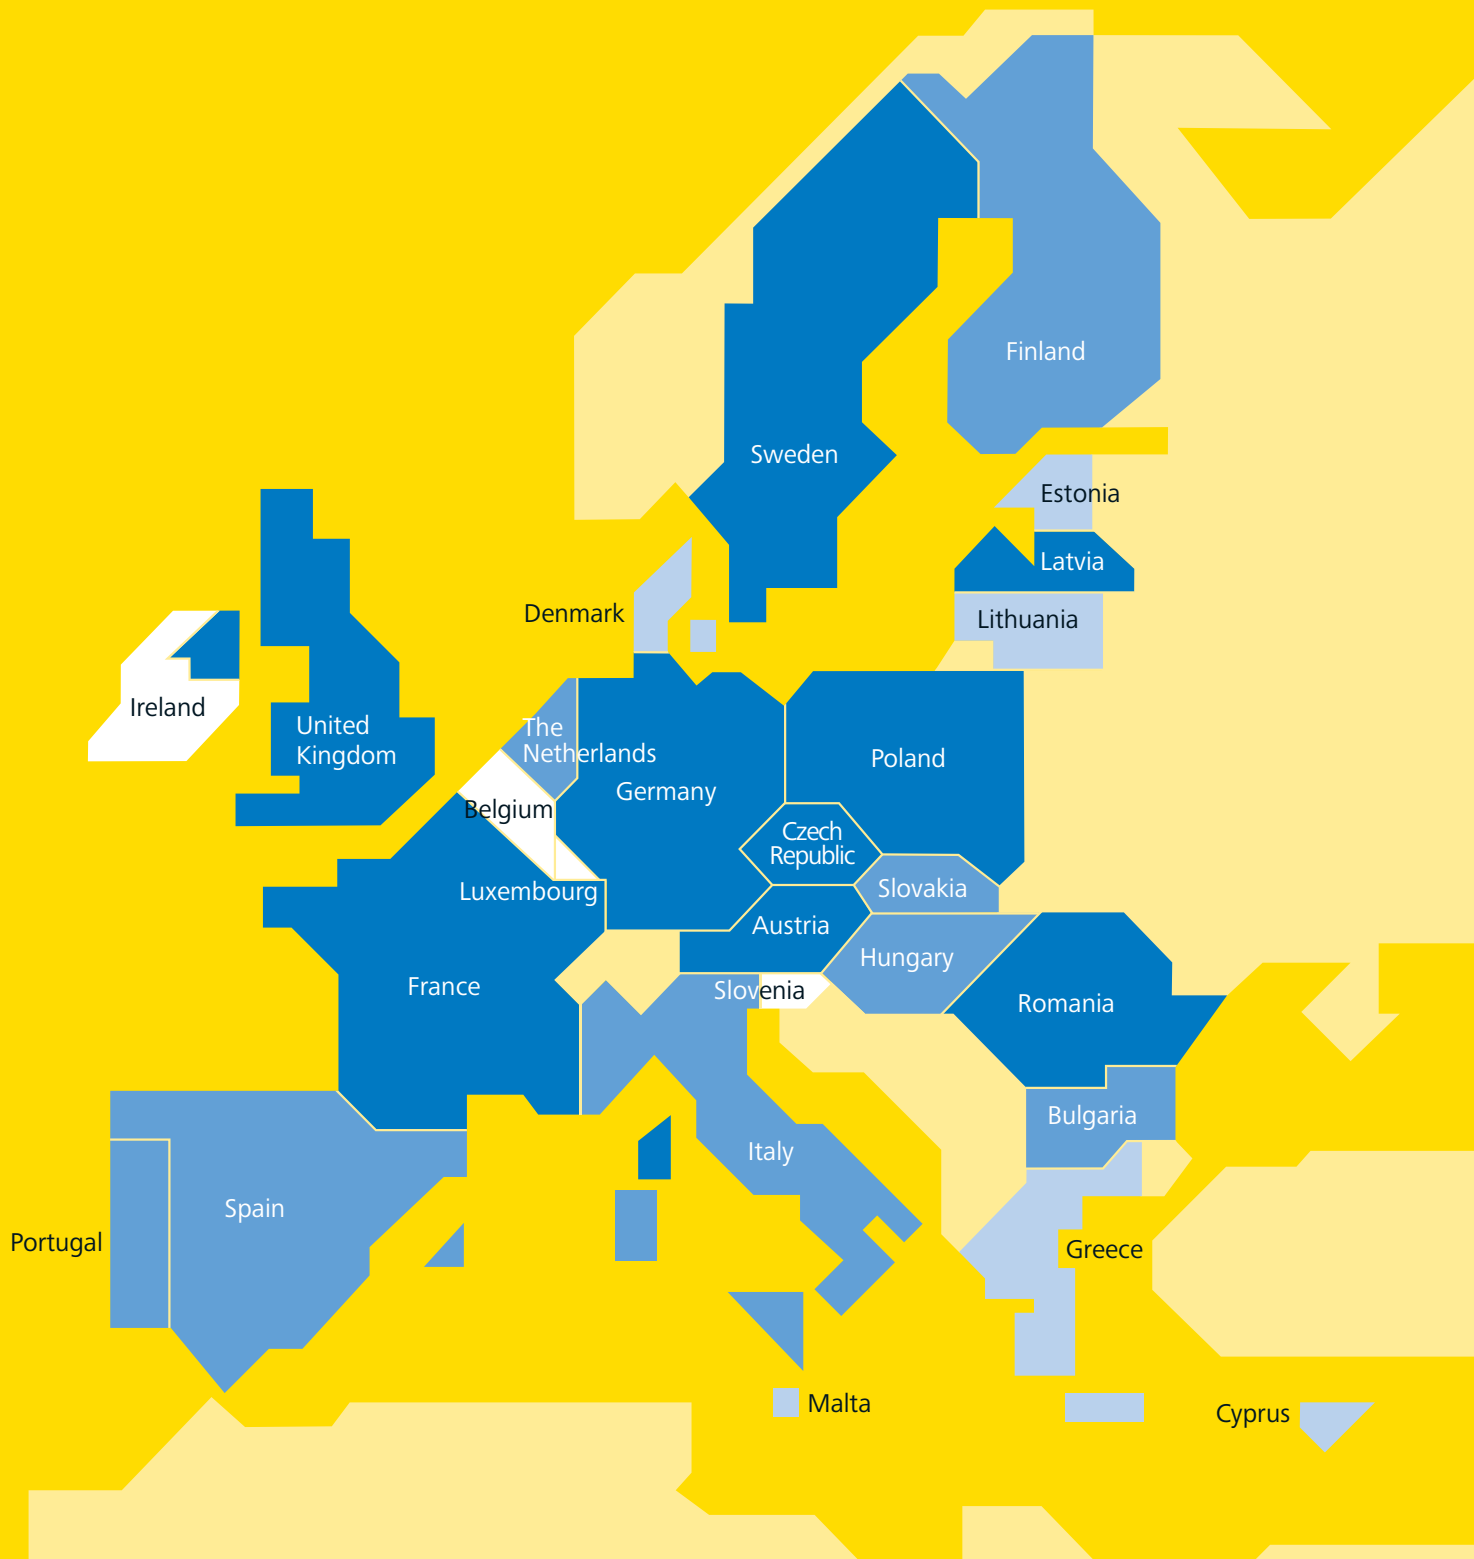 Finland
Sweden
Estonia
Latvia
Denmark
Lithuania
Ireland
United
Kingdom
The
Netherlands
Poland
Germany
Belgium
Czech
Republic
Slovakia
Luxembourg
Austria
Hungary
France
Slovenia
Romania
Bulgaria
Italy
Spain
Portugal
Greece
Malta
Cyprus